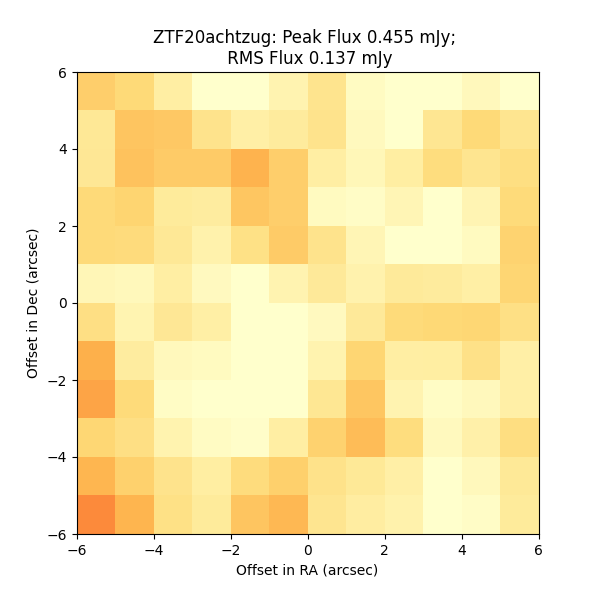 ZTF20achtzug: Peak Flux 0.455 mJy;
RMS Flux 0.137 mJy
6
4
2
0
−2
−4
−6
Offset in Dec (arcsec)
−6 −4 −2 0 2 4 6
Offset in RA (arcsec)